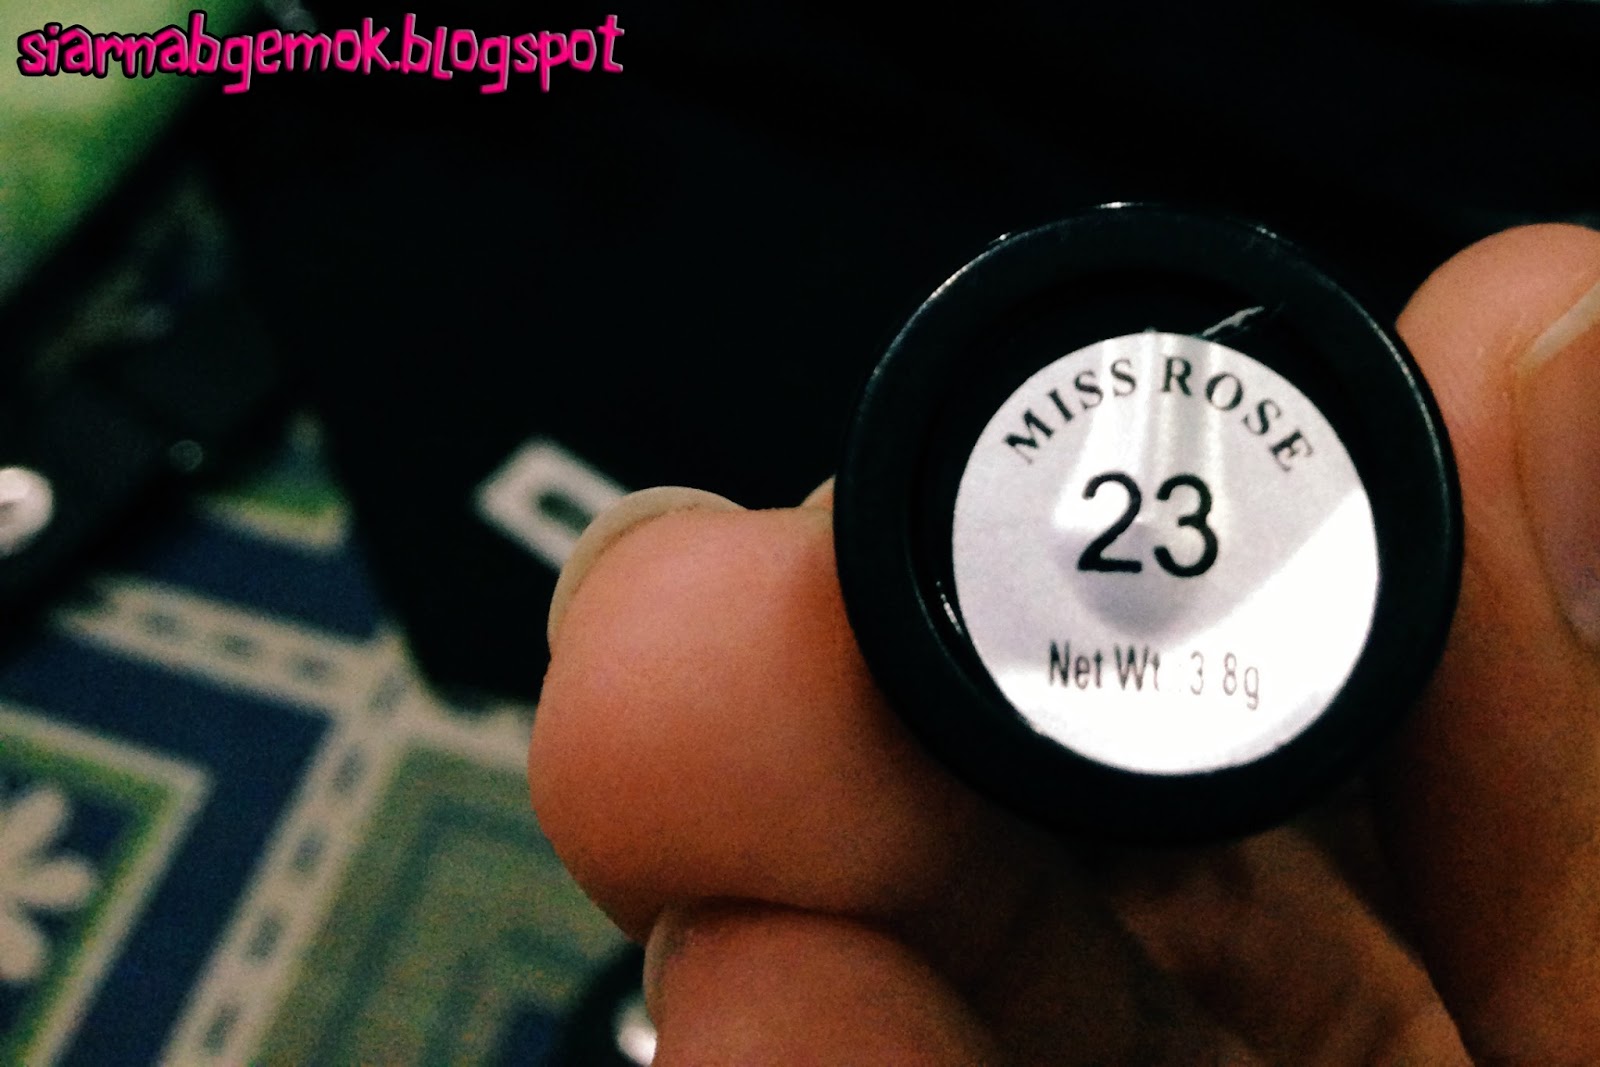 siarnabgemok.blogspot
MISS ROSE
23
Net Wt.:3.8g